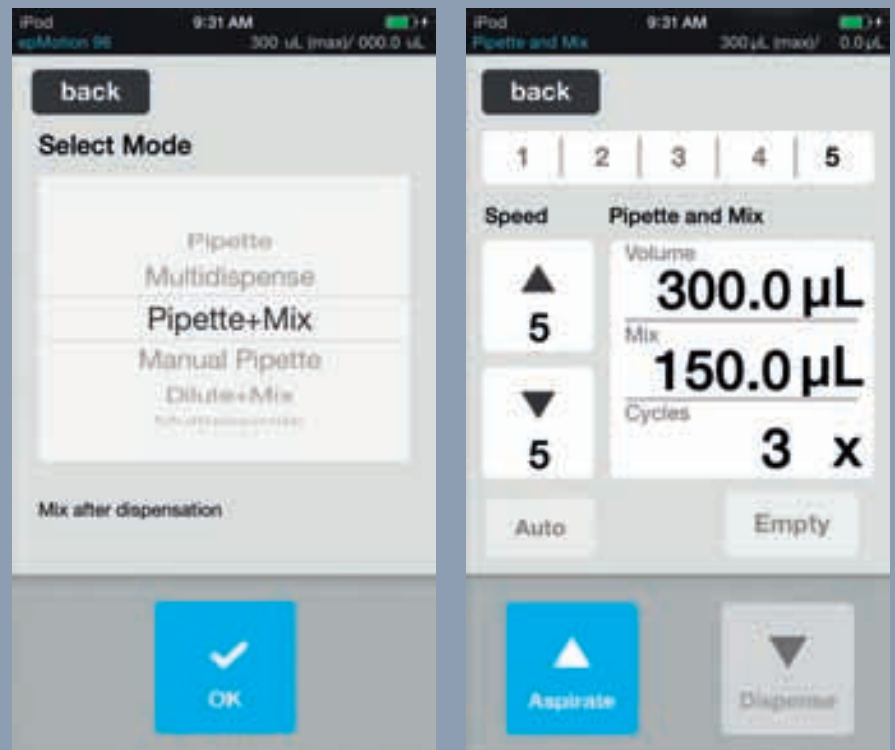 iPod 9:31 AM
epMotion 96 300 uL (max)/ 000.0 uL
back
Select Mode
Pipette
Multidispense
Pipette+Mix
Manual Pipette
Dilute+Mix
Mix after dispensation
OK
iPod 9:31 AM
Pipette and Mix 300 µL (max)/ 0.0 µL
back
1 2 3 4 5
Speed Pipette and Mix
Volume
300.0 µL
5
Mix
150.0 µL
Cycles
5 3 x
Auto Empty
Aspirate Dispense